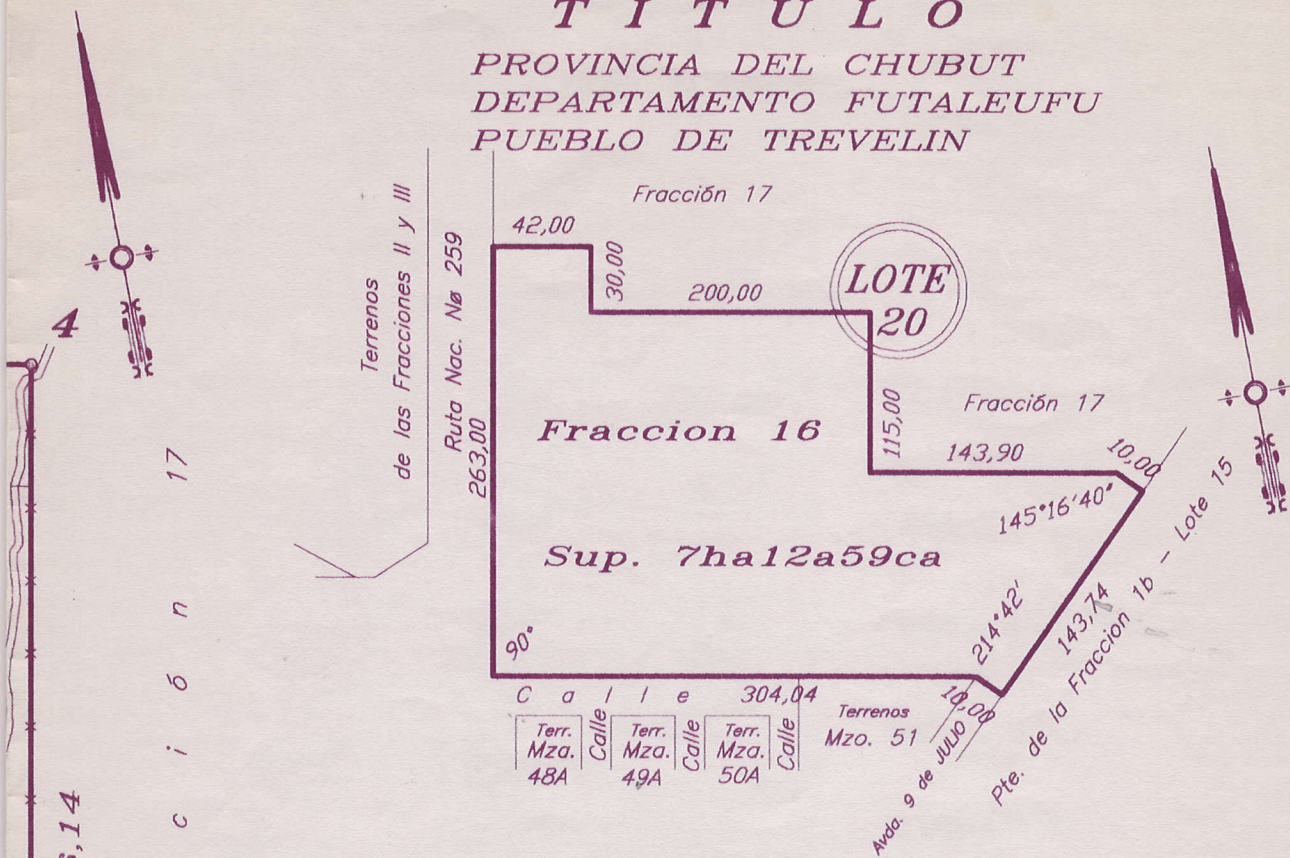 T I T U L O
PROVINCIA DEL CHUBUT
DEPARTAMENTO FUTALEUFU
PUEBLO DE TREVELIN
Fracción 17
42,00
30,00
200,00
LOTE
20
Terrenos
de las Fracciones II y III
Ruta Nac. Nø 259
263,00
4
Fraccion 16
115,00
Fracción 17
143,90
10,00
145°16'40"
Sup. 7ha12a59ca
90°
214°42'
143,74
Pte. de la Fraccion 1b - Lote 15
C a l l e 304,04
10,00
Terr.
Mza.
48A
Calle
Terr.
Mza.
49A
Calle
Terr.
Mza.
50A
Calle
Terrenos
Mzo. 51
Avda. 9 de JULIO
c i ó n 17
,14